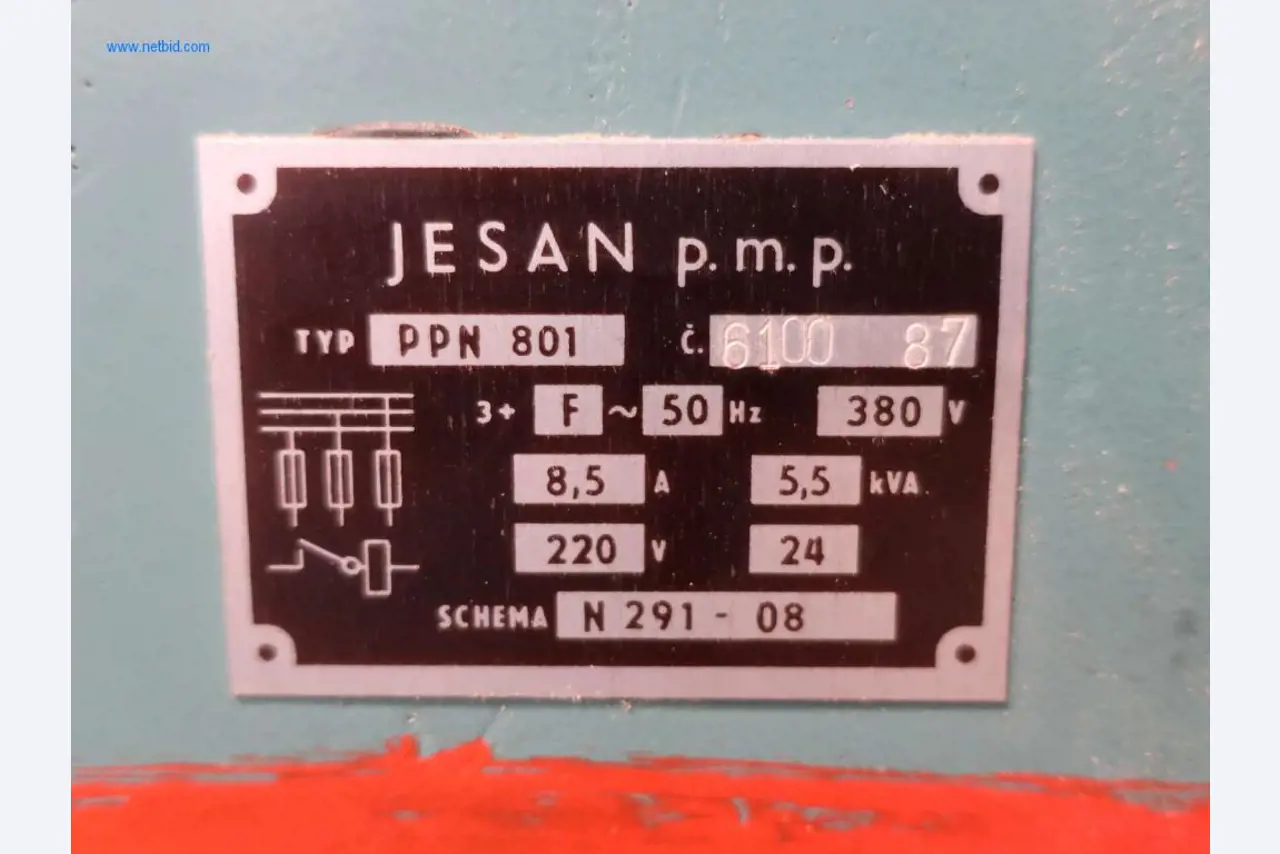 www.netbid.com
JESAN p.m.p.
TYP PPN 801 Č. 6100 87
3+ F ~ 50 Hz 380 V
8,5 A 5,5 kVA
220 V 24
SCHEMA N 291 - 08